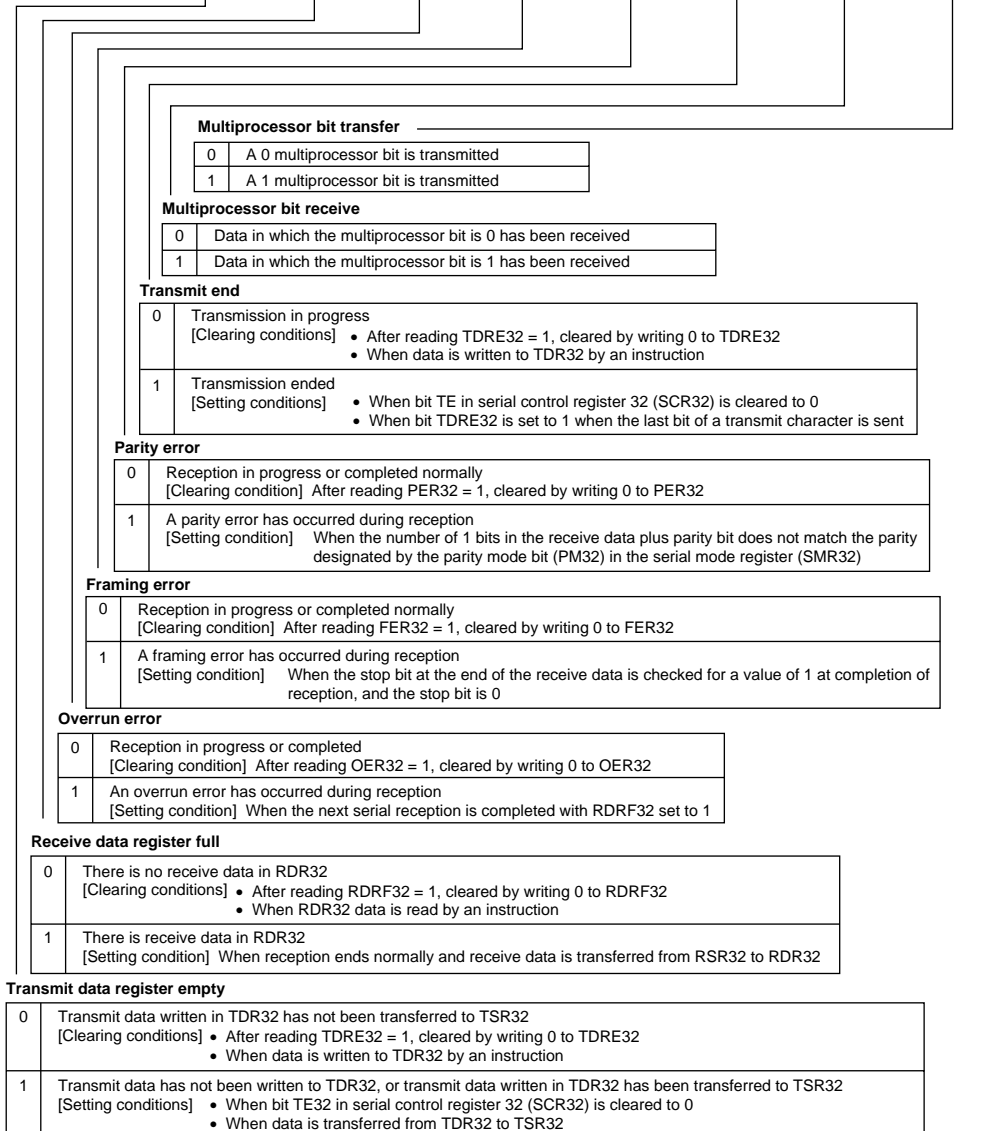 Multiprocessor bit transfer
0 A 0 multiprocessor bit is transmitted
1 A 1 multiprocessor bit is transmitted
Multiprocessor bit receive
0 Data in which the multiprocessor bit is 0 has been received
1 Data in which the multiprocessor bit is 1 has been received
Transmit end
0 Transmission in progress
[Clearing conditions] • After reading TDRE32 = 1, cleared by writing 0 to TDRE32
• When data is written to TDR32 by an instruction
1 Transmission ended
[Setting conditions] • When bit TE in serial control register 32 (SCR32) is cleared to 0
• When bit TDRE32 is set to 1 when the last bit of a transmit character is sent
Parity error
0 Reception in progress or completed normally
[Clearing condition] After reading PER32 = 1, cleared by writing 0 to PER32
1 A parity error has occurred during reception
[Setting condition] When the number of 1 bits in the receive data plus parity bit does not match the parity
designated by the parity mode bit (PM32) in the serial mode register (SMR32)
Framing error
0 Reception in progress or completed normally
[Clearing condition] After reading FER32 = 1, cleared by writing 0 to FER32
1 A framing error has occurred during reception
[Setting condition] When the stop bit at the end of the receive data is checked for a value of 1 at completion of
reception, and the stop bit is 0
Overrun error
0 Reception in progress or completed
[Clearing condition] After reading OER32 = 1, cleared by writing 0 to OER32
1 An overrun error has occurred during reception
[Setting condition] When the next serial reception is completed with RDRF32 set to 1
Receive data register full
0 There is no receive data in RDR32
[Clearing conditions] • After reading RDRF32 = 1, cleared by writing 0 to RDRF32
• When RDR32 data is read by an instruction
1 There is receive data in RDR32
[Setting condition] When reception ends normally and receive data is transferred from RSR32 to RDR32
Transmit data register empty
0 Transmit data written in TDR32 has not been transferred to TSR32
[Clearing conditions] • After reading TDRE32 = 1, cleared by writing 0 to TDRE32
• When data is written to TDR32 by an instruction
1 Transmit data has not been written to TDR32, or transmit data written in TDR32 has been transferred to TSR32
[Setting conditions] • When bit TE32 in serial control register 32 (SCR32) is cleared to 0
• When data is transferred from TDR32 to TSR32